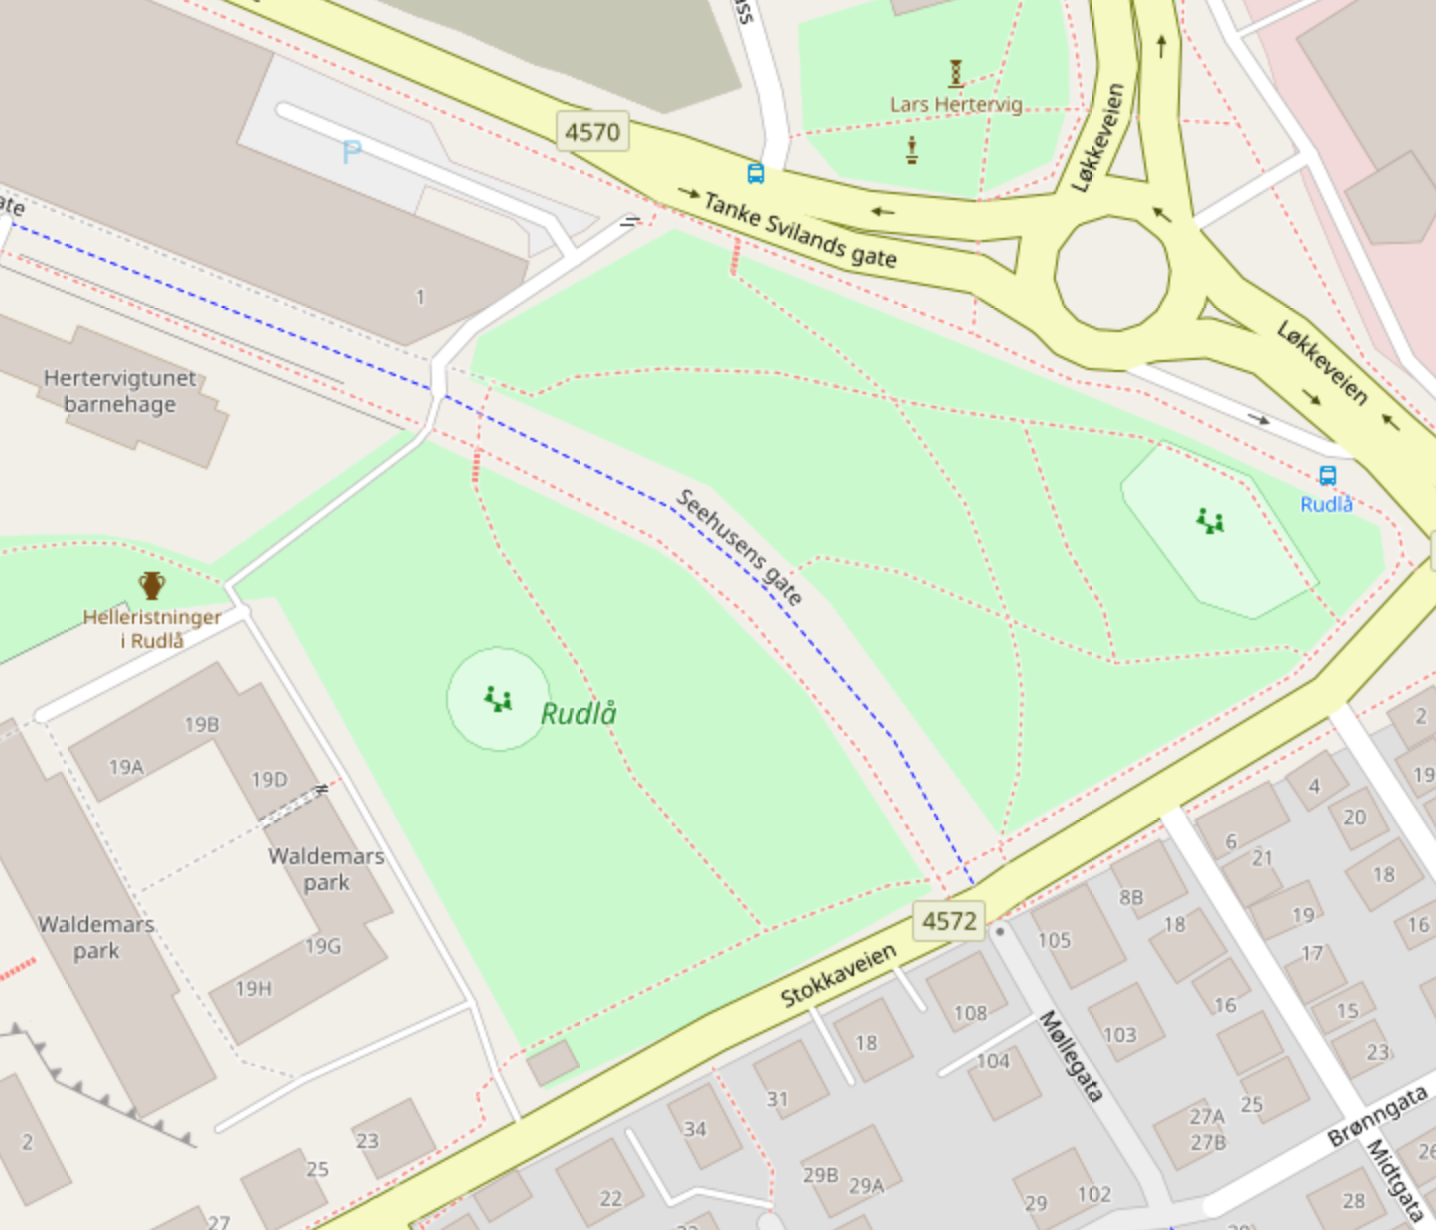 ass
4570
Lars Hertervig
Løkkeveien
Tanke Svilands gate
P
ate
1
Løkkeveien
Hertervigtunet
barnehage
Rudlå
Seehusens gate
Helleristninger
i Rudlå
Rudlå
19B
19A
19D
2
19
4
20
6
21
18
Waldemars
park
8B
19
18
16
4572
105
Waldemars
park
19G
17
Stokkaveien
19H
16
15
108
Møllegata
103
18
23
104
31
25
34
Brønngata
27A
27B
2
23
25
29B
29A
Midtgata
26
22
29
102
28
27